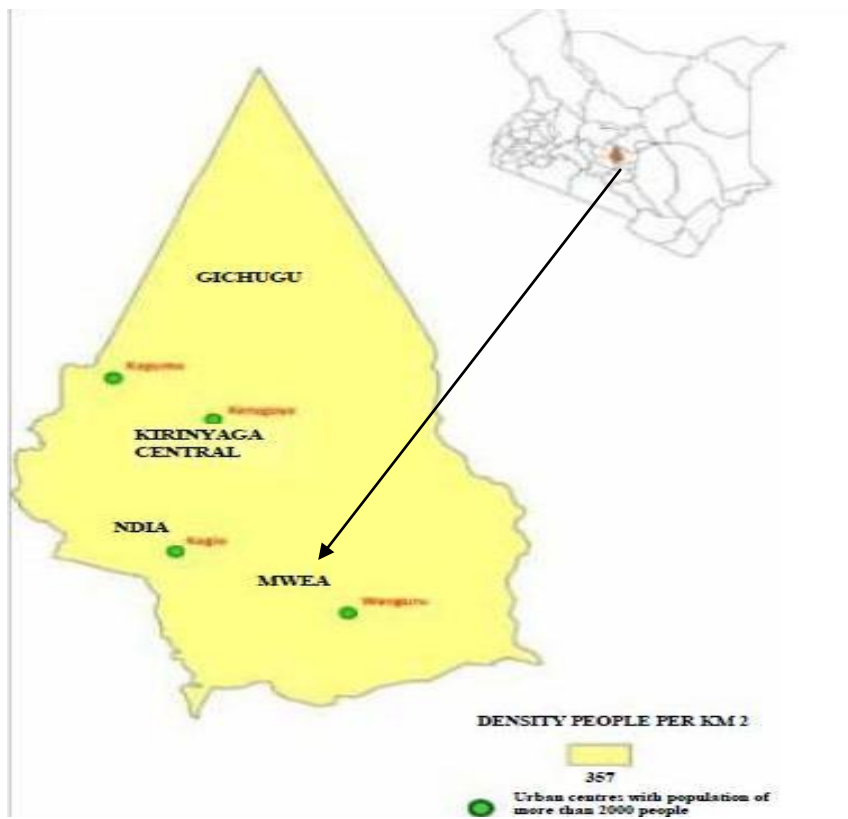 GICHUGU
Kagumo
Kerugoya
KIRINYAGA
CENTRAL
NDIA
Kagio
MWEA
Wanguru
DENSITY PEOPLE PER KM 2
357
Urban centres with population of
more than 2000 people